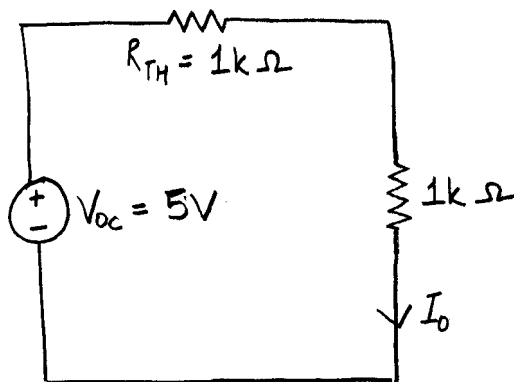 R_TH = 1k Ω
+
-
V_OC = 5V
1k Ω
I_0